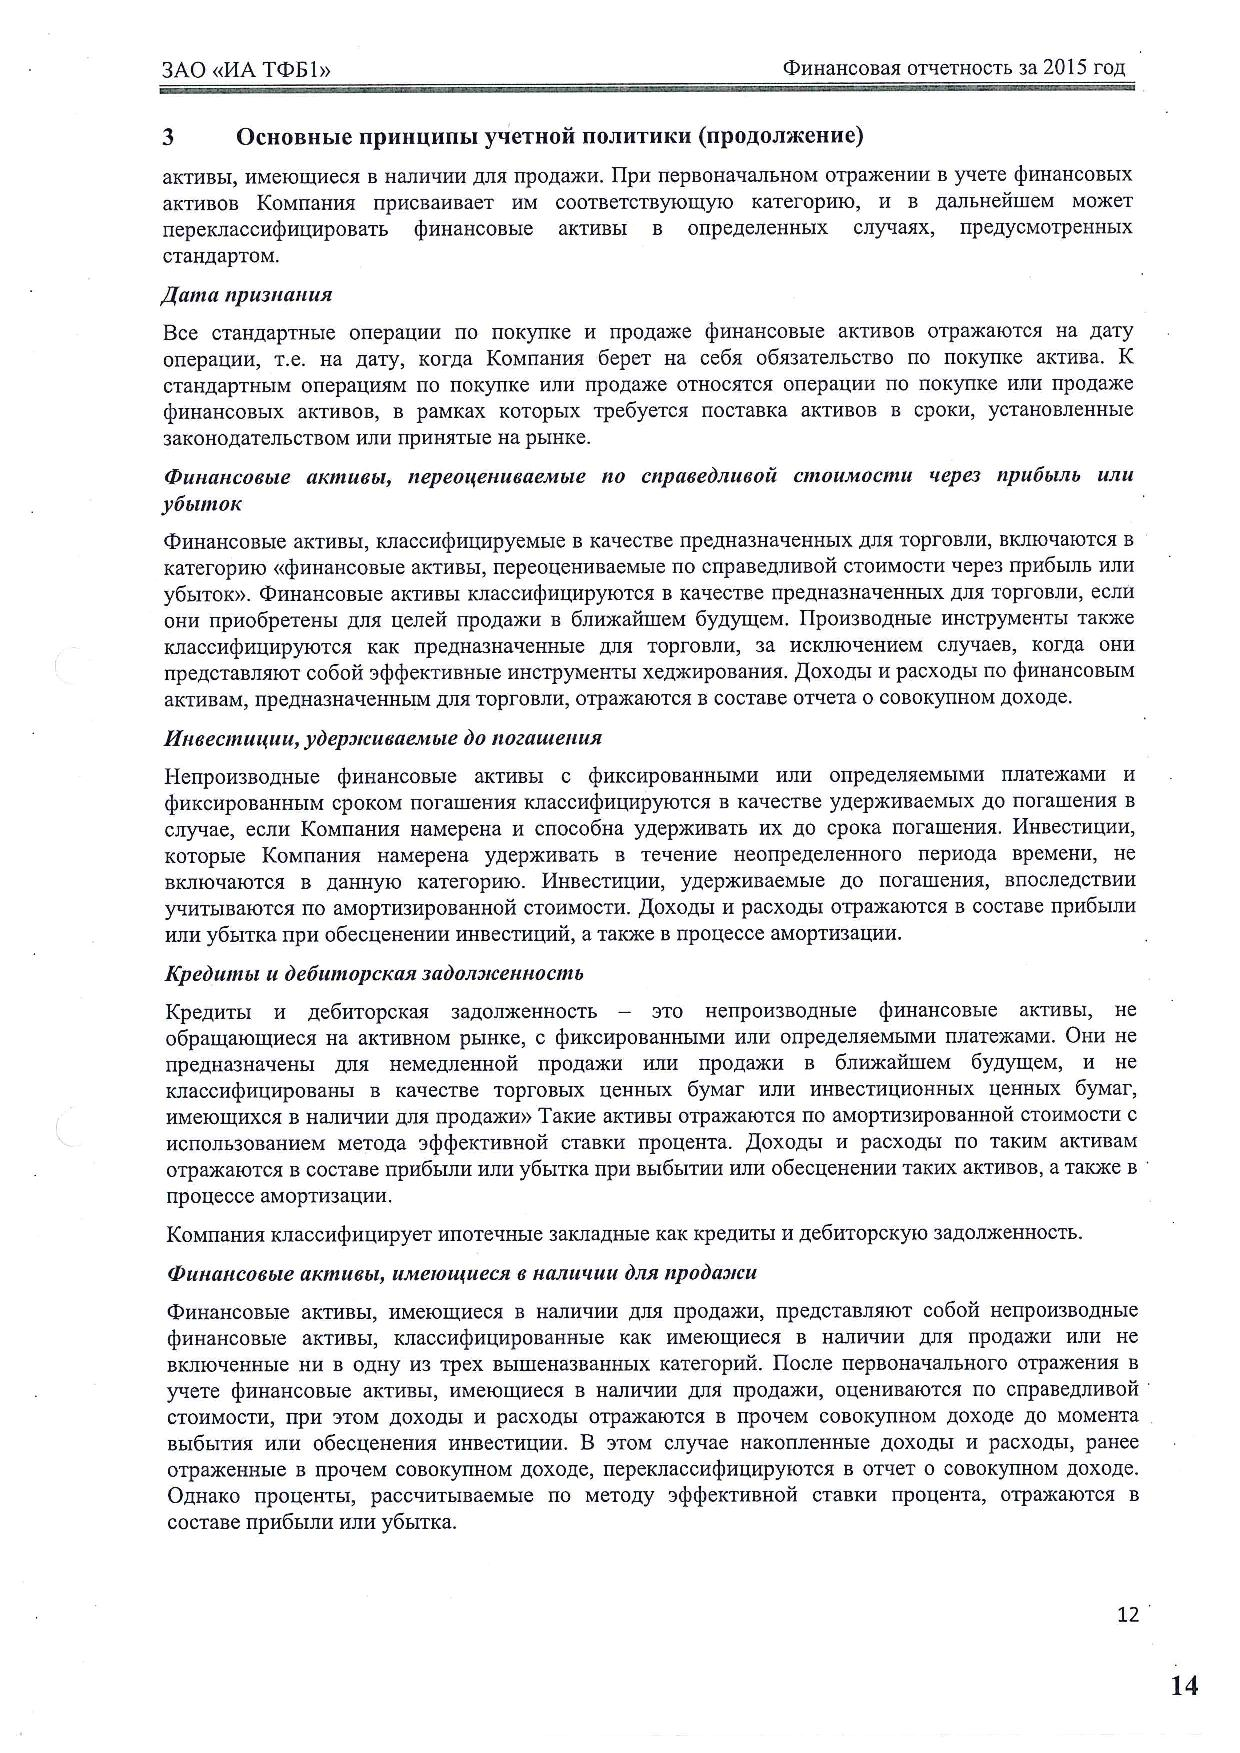 ЗАО «ИА ТФБ1» Финансовая отчетность за 2015 год
3 Основные принципы учетной политики (продолжение)
активы, имеющиеся в наличии для продажи. При первоначальном отражении в учете финансовых
активов Компания присваивает им соответствующую категорию, и в дальнейшем может
переклассифицировать финансовые активы в определенных случаях, предусмотренных
стандартом.
Дата признания
Все стандартные операции по покупке и продаже финансовые активов отражаются на дату
операции, т.е. на дату, когда Компания берет на себя обязательство по покупке актива. К
стандартным операциям по покупке или продаже относятся операции по покупке или продаже
финансовых активов, в рамках которых требуется поставка активов в сроки, установленные
законодательством или принятые на рынке.
Финансовые активы, переоцениваемые по справедливой стоимости через прибыль или
убыток
Финансовые активы, классифицируемые в качестве предназначенных для торговли, включаются в
категорию «финансовые активы, переоцениваемые по справедливой стоимости через прибыль или
убыток». Финансовые активы классифицируются в качестве предназначенных для торговли, если
они приобретены для целей продажи в ближайшем будущем. Производные инструменты также
классифицируются как предназначенные для торговли, за исключением случаев, когда они
представляют собой эффективные инструменты хеджирования. Доходы и расходы по финансовым
активам, предназначенным для торговли, отражаются в составе отчета о совокупном доходе.
Инвестиции, удерживаемые до погашения
Непроизводные финансовые активы с фиксированными или определяемыми платежами и
фиксированным сроком погашения классифицируются в качестве удерживаемых до погашения в
случае, если Компания намерена и способна удерживать их до срока погашения. Инвестиции,
которые Компания намерена удерживать в течение неопределенного периода времени, не
включаются в данную категорию. Инвестиции, удерживаемые до погашения, впоследствии
учитываются по амортизированной стоимости. Доходы и расходы отражаются в составе прибыли
или убытка при обесценении инвестиций, а также в процессе амортизации.
Кредиты и дебиторская задолженность
Кредиты и дебиторская задолженность – это непроизводные финансовые активы, не
обращающиеся на активном рынке, с фиксированными или определяемыми платежами. Они не
предназначены для немедленной продажи или продажи в ближайшем будущем, и не
классифицированы в качестве торговых ценных бумаг или инвестиционных ценных бумаг,
имеющихся в наличии для продажи» Такие активы отражаются по амортизированной стоимости с
использованием метода эффективной ставки процента. Доходы и расходы по таким активам
отражаются в составе прибыли или убытка при выбытии или обесценении таких активов, а также в
процессе амортизации.
Компания классифицирует ипотечные закладные как кредиты и дебиторскую задолженность.
Финансовые активы, имеющиеся в наличии для продажи
Финансовые активы, имеющиеся в наличии для продажи, представляют собой непроизводные
финансовые активы, классифицированные как имеющиеся в наличии для продажи или не
включенные ни в одну из трех вышеназванных категорий. После первоначального отражения в
учете финансовые активы, имеющиеся в наличии для продажи, оцениваются по справедливой
стоимости, при этом доходы и расходы отражаются в прочем совокупном доходе до момента
выбытия или обесценения инвестиции. В этом случае накопленные доходы и расходы, ранее
отраженные в прочем совокупном доходе, переклассифицируются в отчет о совокупном доходе.
Однако проценты, рассчитываемые по методу эффективной ставки процента, отражаются в
составе прибыли или убытка.
12
14